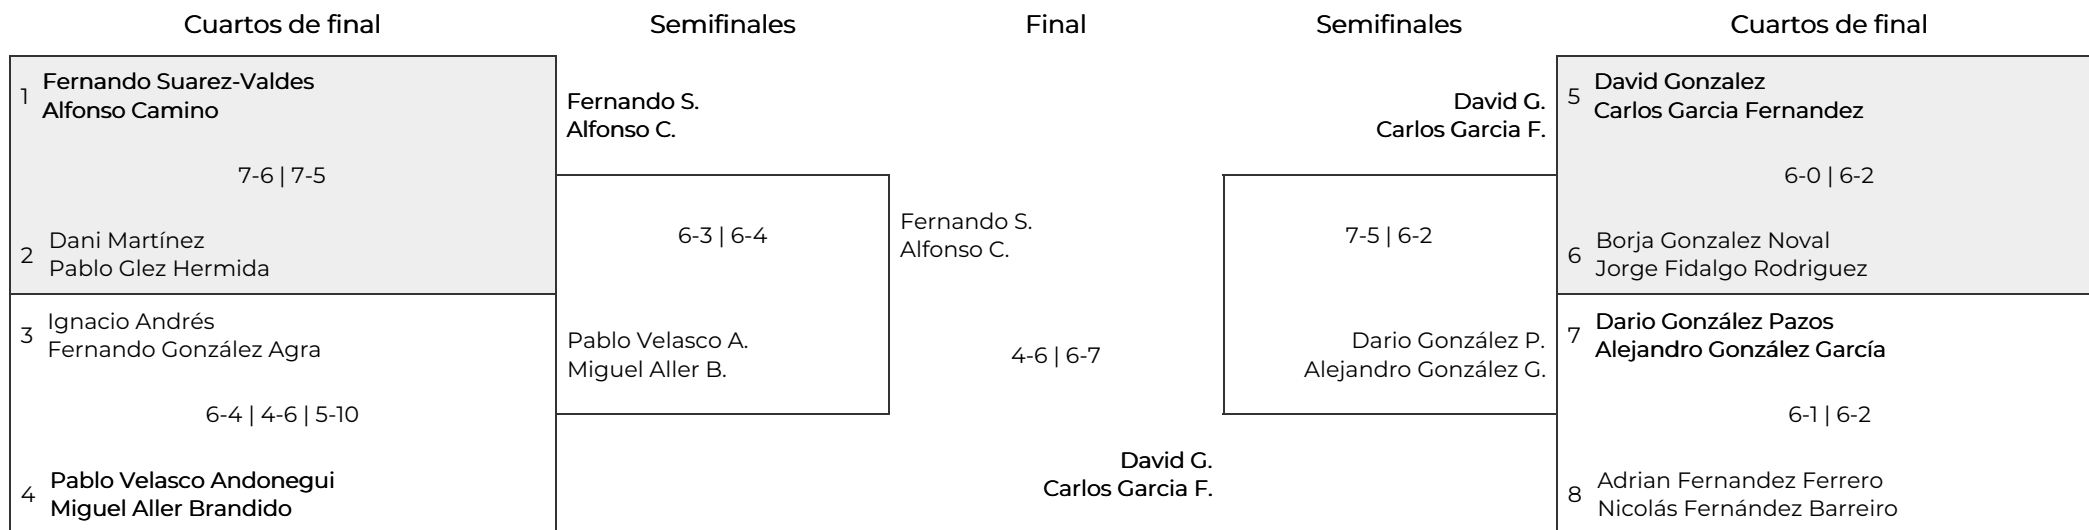 Cuartos de final
Semifinales
Final
Semifinales
Cuartos de final
1
Fernando Suarez-Valdes
Alfonso Camino
7-6 | 7-5
2
Dani Martínez
Pablo Glez Hermida
3
Ignacio Andrés
Fernando González Agra
6-4 | 4-6 | 5-10
4
Pablo Velasco Andonegui
Miguel Aller Brandido
Fernando S.
Alfonso C.
6-3 | 6-4
Pablo Velasco A.
Miguel Aller B.
Fernando S.
Alfonso C.
4-6 | 6-7
David G.
Carlos Garcia F.
David G.
Carlos Garcia F.
7-5 | 6-2
Dario González P.
Alejandro González G.
5
David Gonzalez
Carlos Garcia Fernandez
6-0 | 6-2
6
Borja Gonzalez Noval
Jorge Fidalgo Rodriguez
7
Dario González Pazos
Alejandro González García
6-1 | 6-2
8
Adrian Fernandez Ferrero
Nicolás Fernández Barreiro